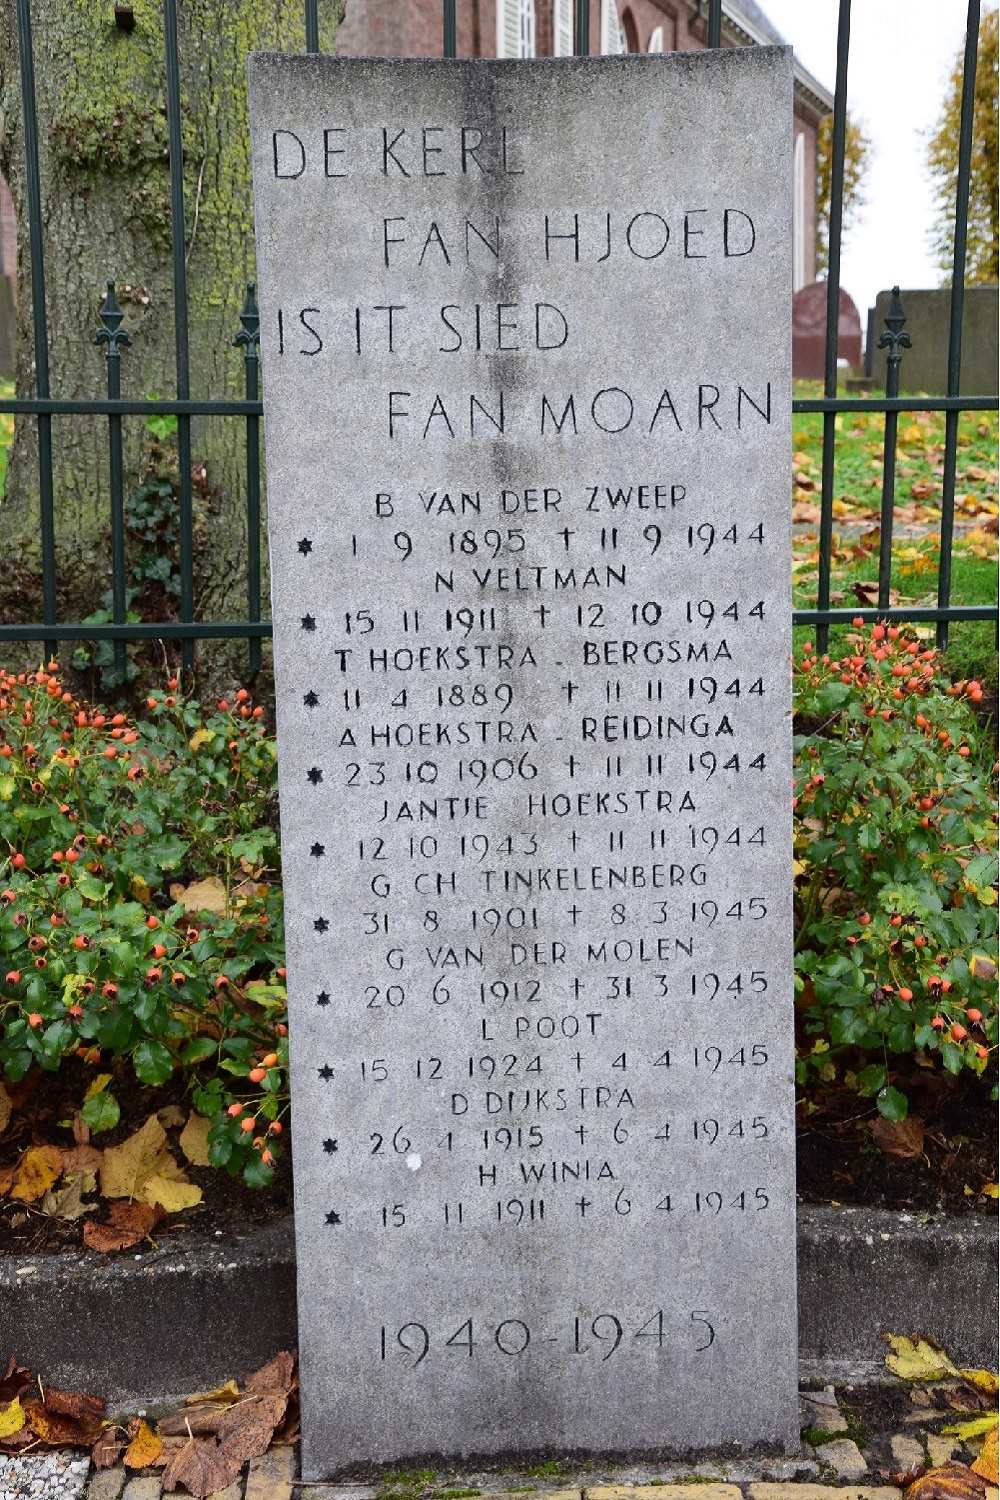 DE KERL
FAN HJOED
IS IT SIED
FAN MOARN
B VAN DER ZWEEP
* 1 9 1895 † 11 9 1944
N VELTMAN
* 15 11 1911 † 12 10 1944
T HOEKSTRA - BERGSMA
* 11 4 1889 † 11 11 1944
A HOEKSTRA - REIDINGA
* 23 10 1906 † 11 11 1944
JANTJE HOEKSTRA
* 12 10 1943 † 11 11 1944
G CH TINKELENBERG
* 31 8 1901 † 8 3 1945
G VAN DER MOLEN
* 20 6 1912 † 31 3 1945
L POOT
* 15 12 1924 † 4 4 1945
D DIJKSTRA
* 26 4 1915 † 6 4 1945
H WINIA
* 15 11 1911 † 6 4 1945
1940-1945